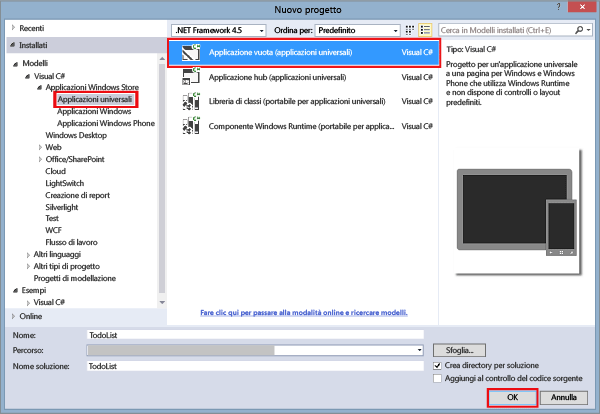 Nuovo progetto
? ×
Recenti
Installati
Modelli
Visual C#
Applicazioni Windows Store
Applicazioni universali
Applicazioni Windows
Applicazioni Windows Phone
Windows Desktop
Web
Office/SharePoint
Cloud
LightSwitch
Creazione di report
Silverlight
Test
WCF
Flusso di lavoro
Altri linguaggi
Altri tipi di progetto
Progetti di modellazione
Esempi
Visual C#
Online
.NET Framework 4.5
Ordina per: Predefinito
Applicazione vuota (applicazioni universali) Visual C#
Applicazione hub (applicazioni universali) Visual C#
Libreria di classi (portabile per applicazioni universali) Visual C#
Componente Windows Runtime (portabile per applica... Visual C#
Fare clic qui per passare alla modalità online e ricercare modelli.
Cerca in Modelli installati (Ctrl+E)
Tipo: Visual C#
Progetto per un'applicazione universale
a una pagina per Windows e Windows
Phone che utilizza Windows Runtime
e non dispone di controlli o layout
predefiniti.
Nome: TodoList
Percorso:
Sfoglia...
Nome soluzione: TodoList
Crea directory per soluzione
Aggiungi al controllo del codice sorgente
OK
Annulla